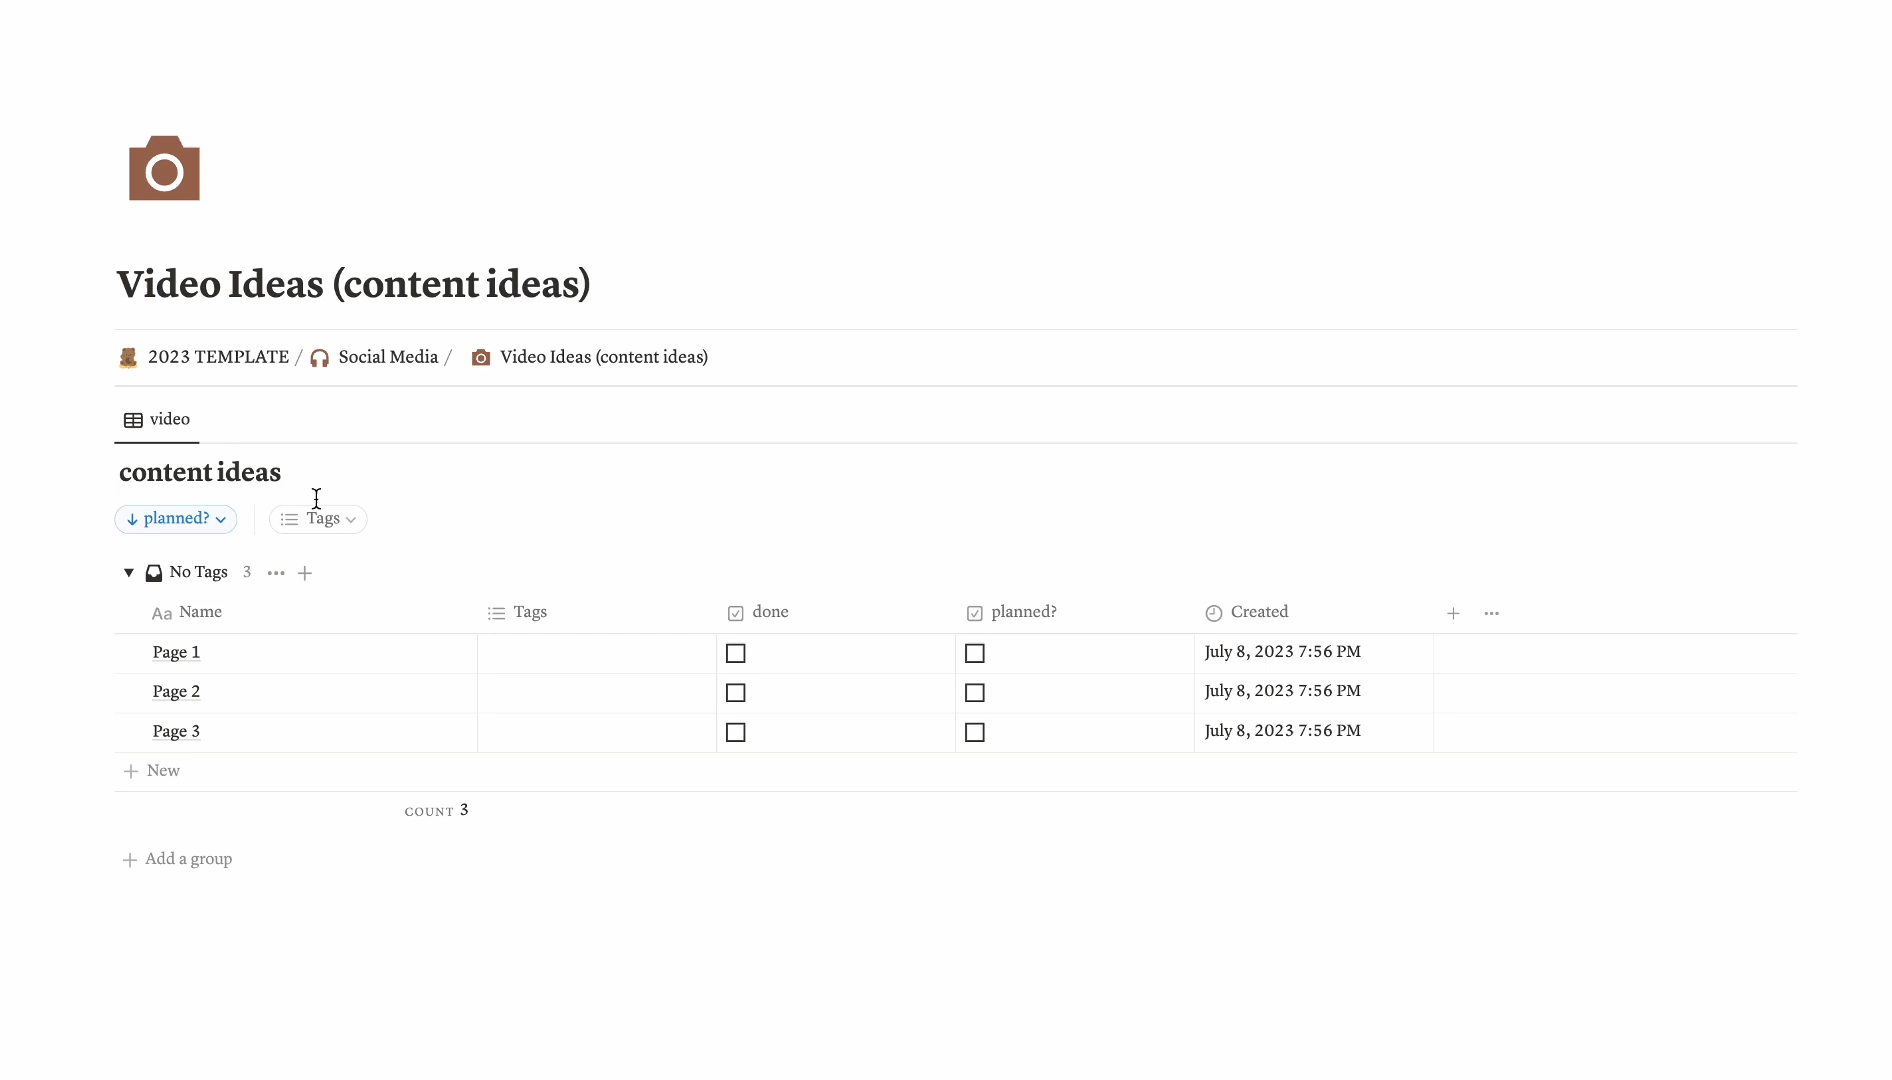 Video Ideas (content ideas)
2023 TEMPLATE / Social Media / Video Ideas (content ideas)
video
content ideas
planned? Tags
No Tags 3
Aa Name Tags done planned? Created
Page 1 July 8, 2023 7:56 PM
Page 2 July 8, 2023 7:56 PM
Page 3 July 8, 2023 7:56 PM
New
COUNT 3
Add a group